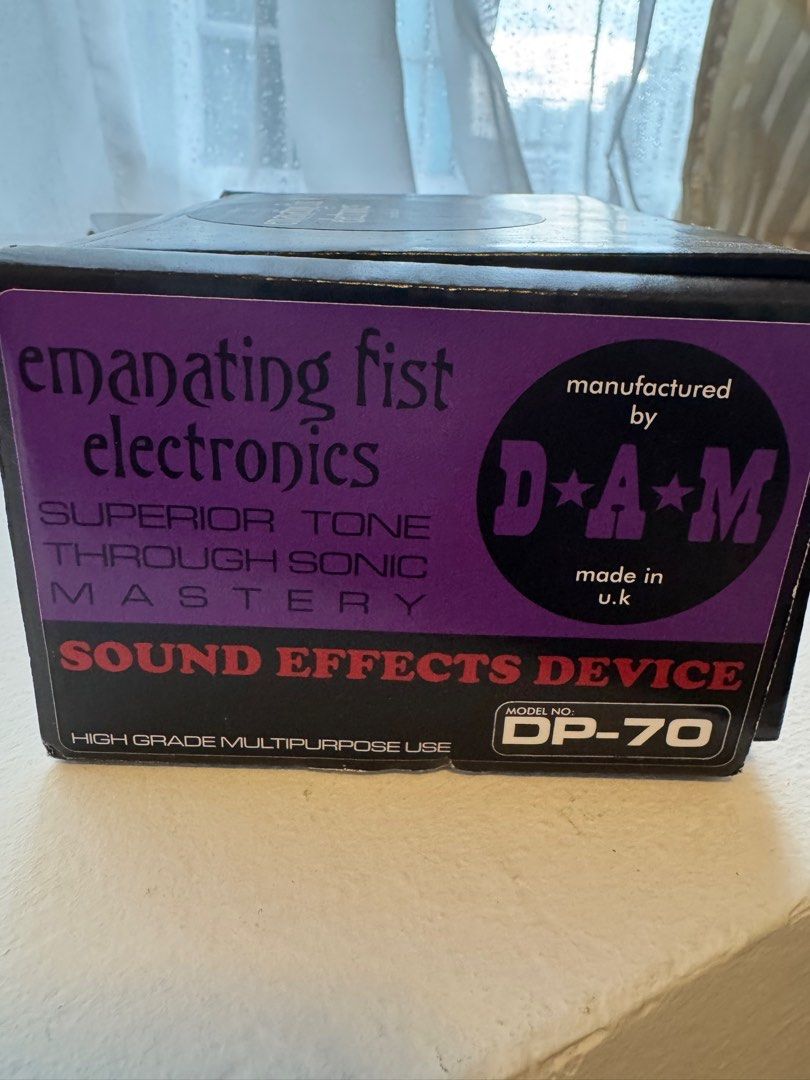 emanating fist
electronics
SUPERIOR TONE
THROUGH SONIC
MASTERY
manufactured
by
D★A★M
made in
u.k
SOUND EFFECTS DEVICE
HIGH GRADE MULTIPURPOSE USE
MODEL NO:
DP-70